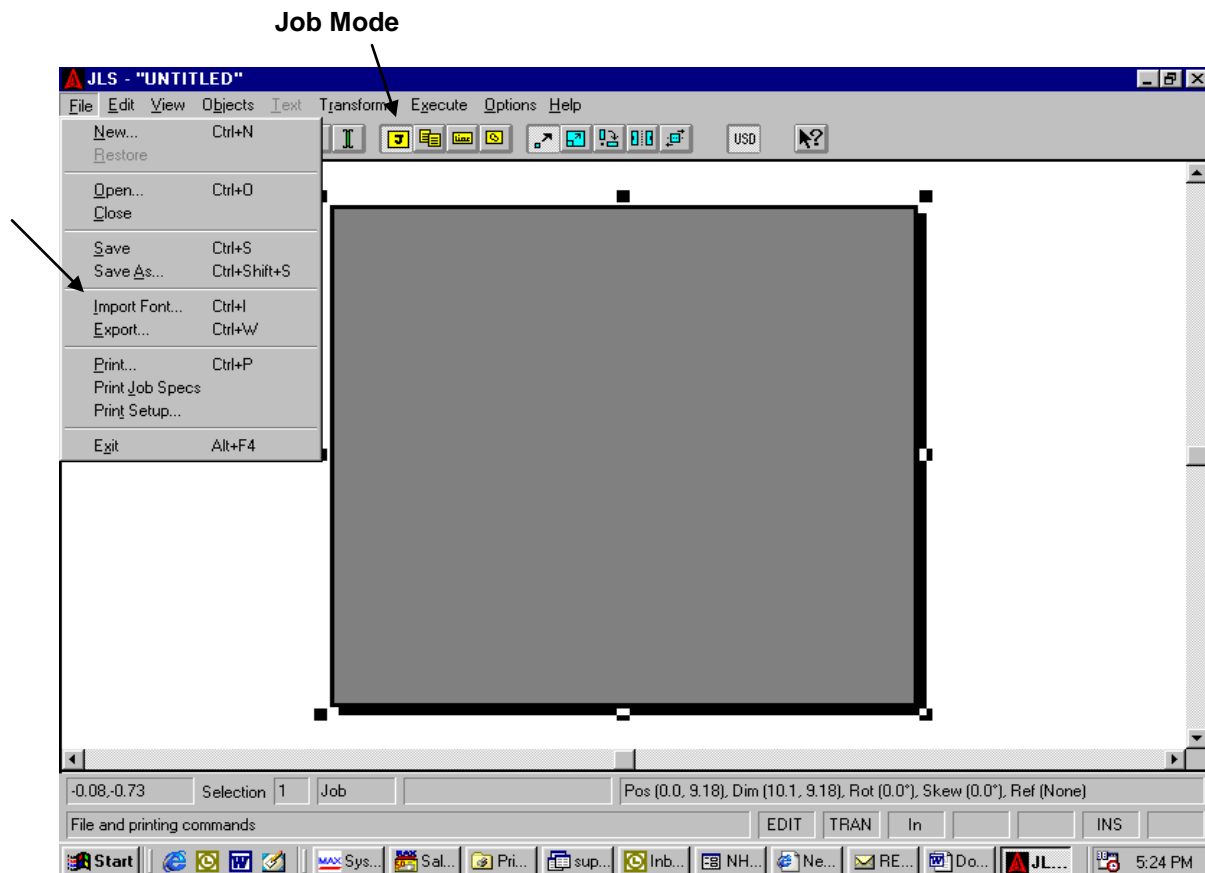 Job Mode
JLS - "UNTITLED"
File Edit View Objects Text Transform Execute Options Help
New... Ctrl+N
Restore
Open... Ctrl+O
Close
Save Ctrl+S
Save As... Ctrl+Shift+S
Import Font... Ctrl+I
Export... Ctrl+W
Print... Ctrl+P
Print Job Specs
Print Setup...
Exit Alt+F4
J Line USD ?
-0.08,-0.73 Selection 1 Job Pos (0.0, 9.18), Dim (10.1, 9.18), Rot (0.0°), Skew (0.0°), Ref (None)
File and printing commands EDIT TRAN In INS
Start MAX Sys... Sal... Pri... sup... Inb... NH... Ne... RE... Do... JL... 5:24 PM